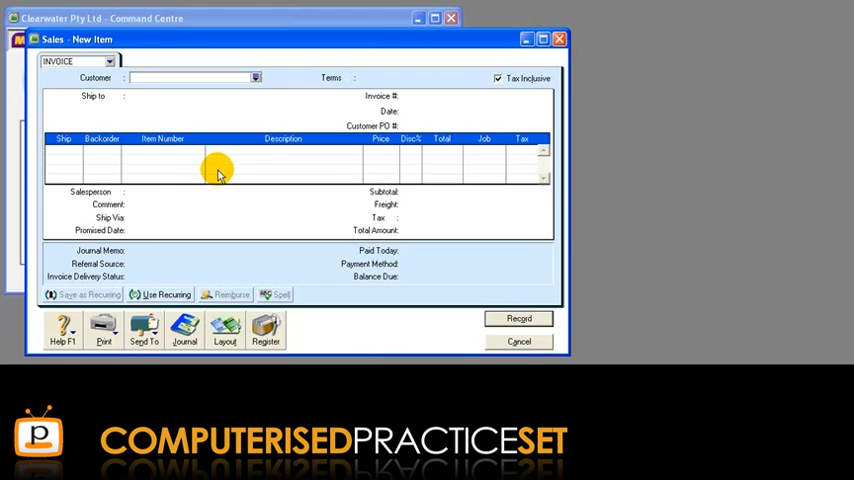 Clearwater Pty Ltd - Command Centre
M
Sales - New Item
INVOICE
Customer :
Terms :
Tax Inclusive
Ship to :
Invoice #:
Date:
Customer PO #:
Ship Backorder Item Number Description Price Disc% Total Job Tax
Salesperson :
Subtotal:
Comment:
Freight:
Ship Via:
Tax :
Promised Date:
Total Amount:
Journal Memo:
Paid Today:
Referral Source:
Payment Method:
Invoice Delivery Status:
Balance Due:
Save as Recurring Use Recurring Reimburse ABC Spell
Record
Help F1 Print Send To Journal Layout Register
Cancel
p COMPUTERISEDPRACTICESET